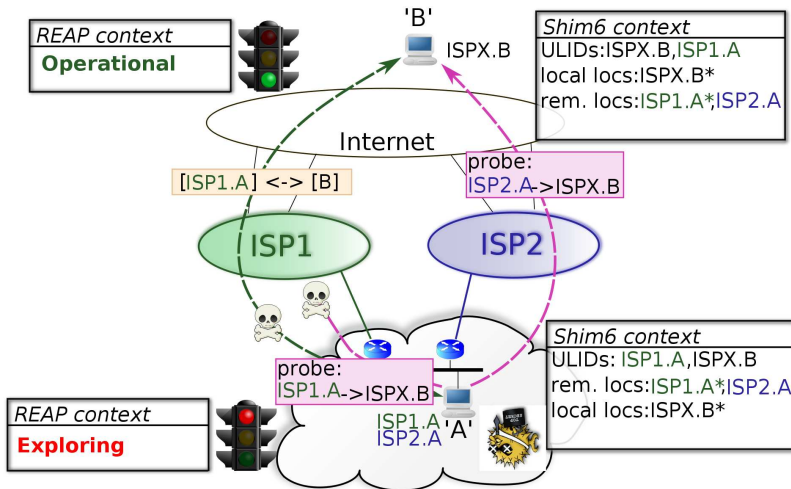 'B'
ISPX.B
REAP context
Operational
Shim6 context
ULIDs:ISPX.B,ISP1.A
local locs:ISPX.B*
rem. locs:ISP1.A*,ISP2.A
Internet
[ISP1.A] <-> [B]
probe:
ISP2.A->ISPX.B
ISP1
ISP2
probe:
ISP1.A->ISPX.B
ISP1.A
ISP2.A
'A'
Shim6 context
ULIDs: ISP1.A,ISPX.B
rem. locs:ISP1.A*,ISP2.A
local locs:ISPX.B*
REAP context
Exploring